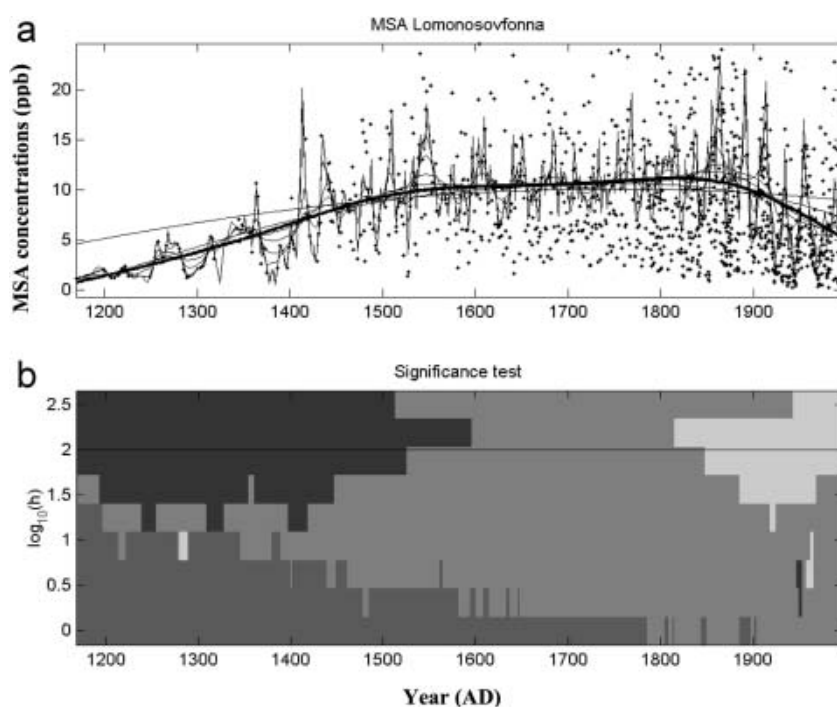 a
MSA Lomonosovfonna
MSA concentrations (ppb)
20
15
10
5
0
1200 1300 1400 1500 1600 1700 1800 1900
b
Significance test
log10(h)
2.5
2
1.5
1
0.5
0
1200 1300 1400 1500 1600 1700 1800 1900
Year (AD)